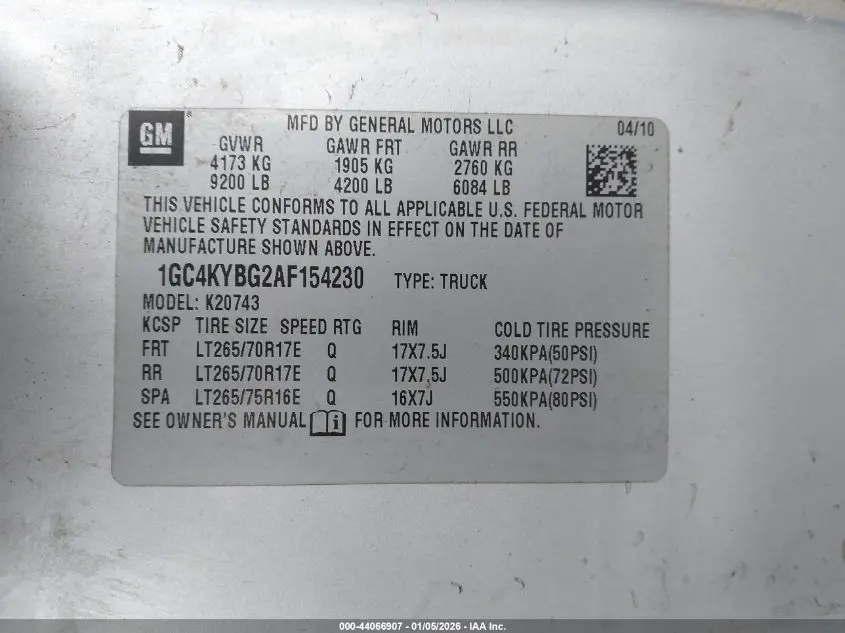 GM
MFD BY GENERAL MOTORS LLC 04/10
GVWR GAWR FRT GAWR RR
4173 KG 1905 KG 2760 KG
9200 LB 4200 LB 6084 LB
THIS VEHICLE CONFORMS TO ALL APPLICABLE U.S. FEDERAL MOTOR
VEHICLE SAFETY STANDARDS IN EFFECT ON THE DATE OF
MANUFACTURE SHOWN ABOVE.
1GC4KYBG2AF154230 TYPE: TRUCK
MODEL: K20743
KCSP TIRE SIZE SPEED RTG RIM COLD TIRE PRESSURE
FRT LT265/70R17E Q 17X7.5J 340KPA(50PSI)
RR LT265/70R17E Q 17X7.5J 500KPA(72PSI)
SPA LT265/75R16E Q 16X7J 550KPA(80PSI)
SEE OWNER'S MANUAL i FOR MORE INFORMATION.
000-44066907 - 01/05/2026 - IAA Inc.